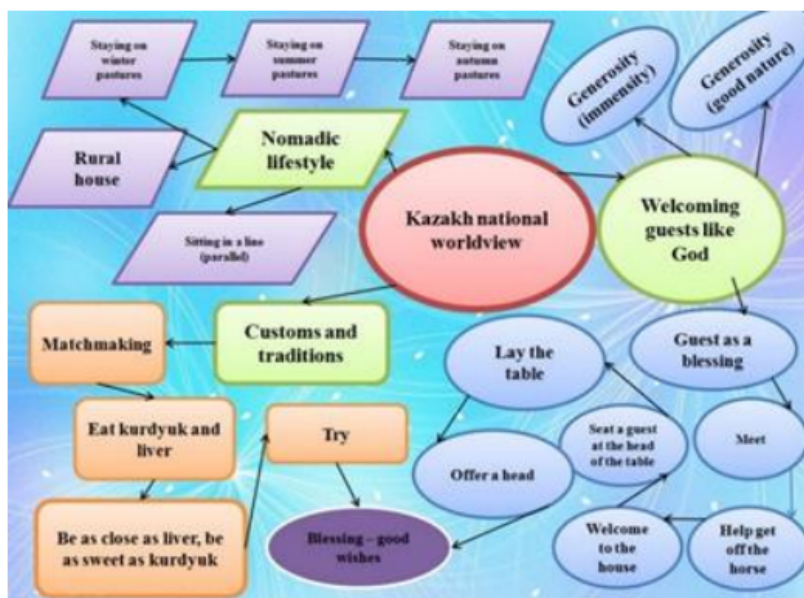 Staying on
winter
pastures
Staying on
summer
pastures
Staying on
autumn
pastures
Generosity
(immensity)
Generosity
(good nature)
Rural
house
Nomadic
lifestyle
Sitting in a line
(parallel)
Kazakh national
worldview
Welcoming
guests like
God
Matchmaking
Customs and
traditions
Lay the
table
Guest as a
blessing
Eat kurdyuk and
liver
Try
Seat a guest
at the head
of the table
Meet
Offer a head
Be as close as liver, be
as sweet as kurdyuk
Blessing – good
wishes
Welcome
to the
house
Help get
off the
horse